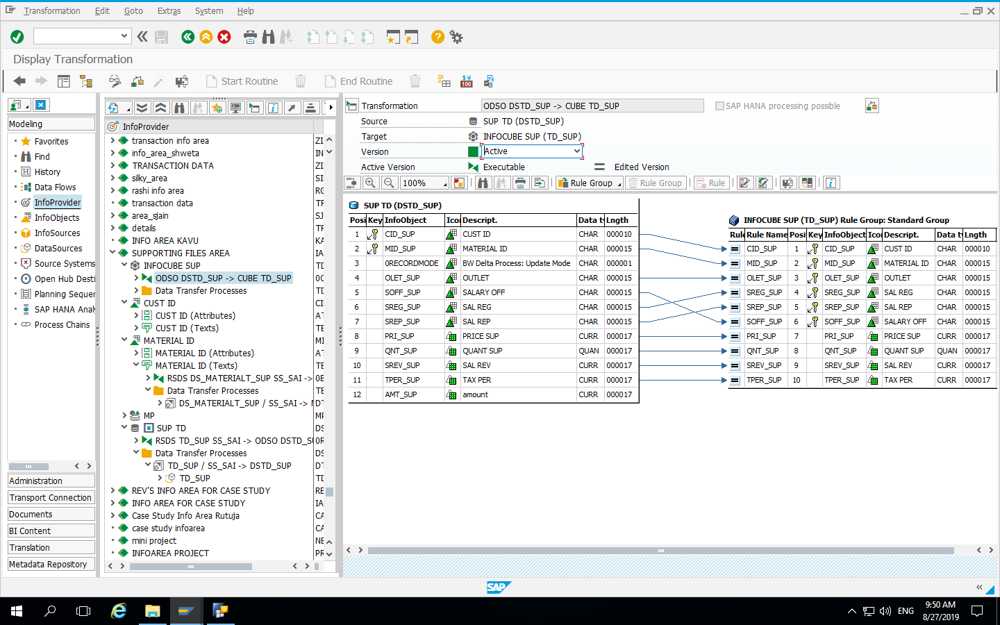 Transformation Edit Goto Extras System Help
Display Transformation
Start Routine End Routine
Modeling
Favorites
Find
History
Data Flows
InfoProvider
InfoObjects
InfoSources
DataSources
Source Systems
Open Hub Desti
Planning Sequen
SAP HANA Analy
Process Chains
Administration
Transport Connection
Documents
BI Content
Translation
Metadata Repository
InfoProvider
transaction info area ZI
info_area_shweta IN
TRANSACTION DATA ZI
silky_area SI
rashi info area RG
transaction data TR
area_sjain SJ
details TR
INFO AREA KAVU KA
SUPPORTING FILES AREA IA
INFOCUBE SUP TD
ODSO DSTD_SUP -> CUBE TD_SUP 0C
Data Transfer Processes TD
CUST ID CI
CUST ID (Attributes) AT
CUST ID (Texts) TE
MATERIAL ID MI
MATERIAL ID (Attributes) AT
MATERIAL ID (Texts) TE
RSDS DS_MATERIALT_SUP SS_SAI -> 0B
Data Transfer Processes TE
DS_MATERIALT_SUP / SS_SAI -> M DT
MP MP
SUP TD DS
RSDS TD_SUP SS_SAI -> ODSO DSTD_SU 0R
Data Transfer Processes DS
TD_SUP / SS_SAI -> DSTD_SUP DT
TD_SUP TD
REV'S INFO AREA FOR CASE STUDY RE
INFO AREA FOR CASE STUDY IA
Case Study Info Area Rutuja CA
case study infoarea CA
mini project NE
INFOAREA PROJECT PR
Transformation ODSO DSTD_SUP -> CUBE TD_SUP SAP HANA processing possible
Source SUP TD (DSTD_SUP)
Target INFOCUBE SUP (TD_SUP)
Version Active
Active Version Executable Edited Version
100% Rule Group Rule Group Rule
SUP TD (DSTD_SUP)
Posi Key InfoObject Icon Descript. Data t Lngth
1 CID_SUP CUST ID CHAR 000010
2 MID_SUP MATERIAL ID CHAR 000015
3 0RECORDMODE BW Delta Process: Update Mode CHAR 000001
4 OLET_SUP OUTLET CHAR 000015
5 SOFF_SUP SALARY OFF CHAR 000015
6 SREG_SUP SAL REG CHAR 000015
7 SREP_SUP SAL REP CHAR 000015
8 PRI_SUP PRICE SUP CURR 000017
9 QNT_SUP QUANT SUP QUAN 000017
10 SREV_SUP SAL REV CURR 000017
11 TPER_SUP TAX PER CURR 000017
12 AMT_SUP amount CURR 000017
INFOCUBE SUP (TD_SUP) Rule Group: Standard Group
Rule Rule Name Posit Key InfoObject Icon Descript. Data ty Lngth
CID_SUP 1 CID_SUP CUST ID CHAR 000010
MID_SUP 2 MID_SUP MATERIAL ID CHAR 000015
OLET_SUP 3 OLET_SUP OUTLET CHAR 000015
SREG_SUP 4 SREG_SUP SAL REG CHAR 000015
SREP_SUP 5 SREP_SUP SAL REP CHAR 000015
SOFF_SUP 6 SOFF_SUP SALARY OFF CHAR 000015
PRI_SUP 7 PRI_SUP PRICE SUP CURR 000017
QNT_SUP 8 QNT_SUP QUANT SUP QUAN 000017
SREV_SUP 9 SREV_SUP SAL REV CURR 000017
TPER_SUP 10 TPER_SUP TAX PER CURR 000017
SAP
ENG
9:50 AM
8/27/2019